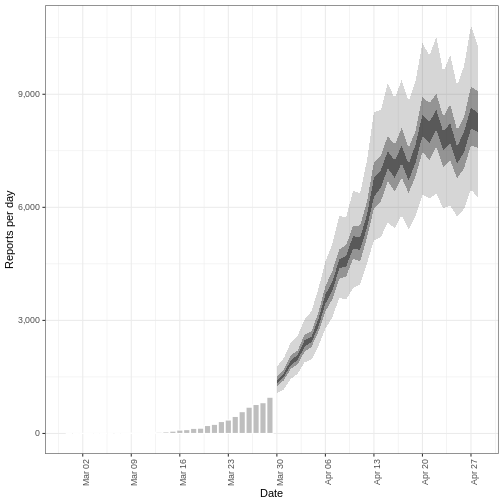 Reports per day
9,000
6,000
3,000
0
Mar 02
Mar 09
Mar 16
Mar 23
Mar 30
Apr 06
Apr 13
Apr 20
Apr 27
Date